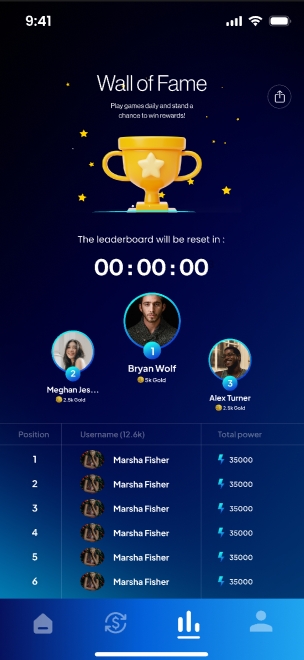 9:41
Wall of Fame
Play games daily and stand a
chance to win rewards!
The leaderboard will be reset in :
00:00:00
1
Bryan Wolf
5k Gold
2
Meghan Jes...
2.5k Gold
3
Alex Turner
2.5k Gold
Position Username (12.6k) Total power
1 Marsha Fisher 35000
2 Marsha Fisher 35000
3 Marsha Fisher 35000
4 Marsha Fisher 35000
5 Marsha Fisher 35000
6 Marsha Fisher 35000